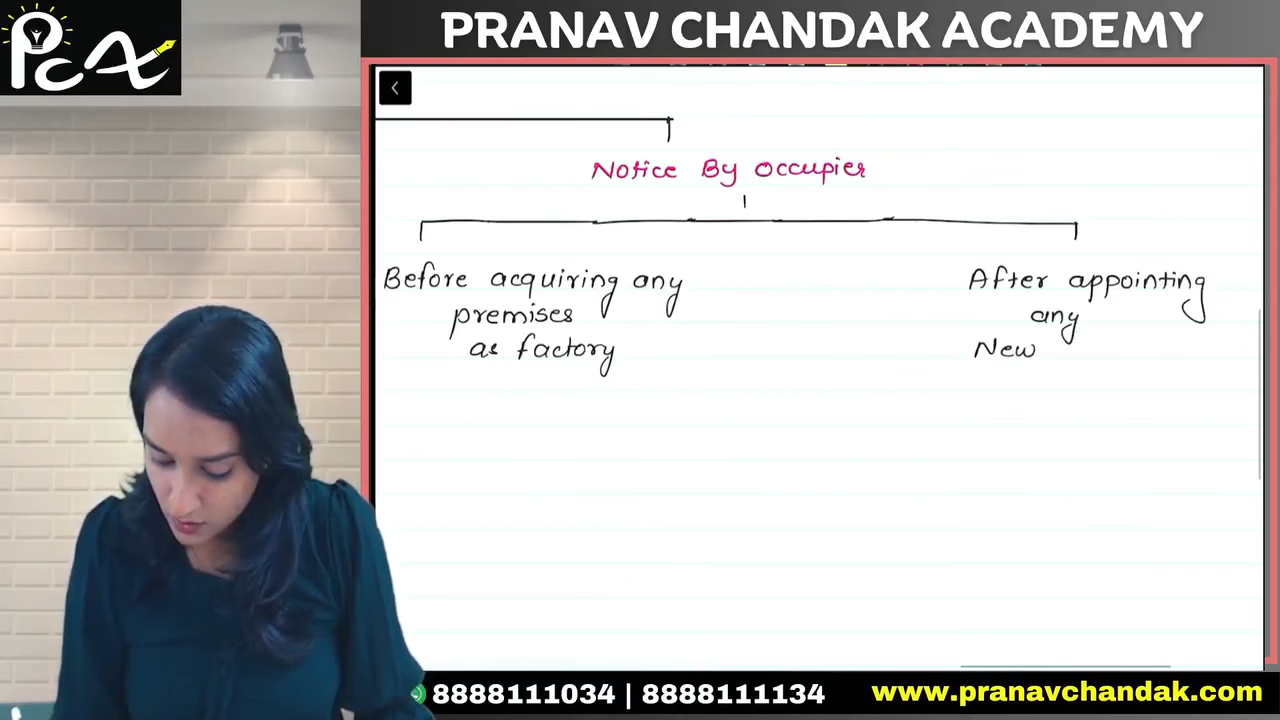 PCA
PRANAV CHANDAK ACADEMY
Notice By Occupier
Before acquiring any
premises
as factory
After appointing
any
New
8888111034 | 8888111134
www.pranavchandak.com